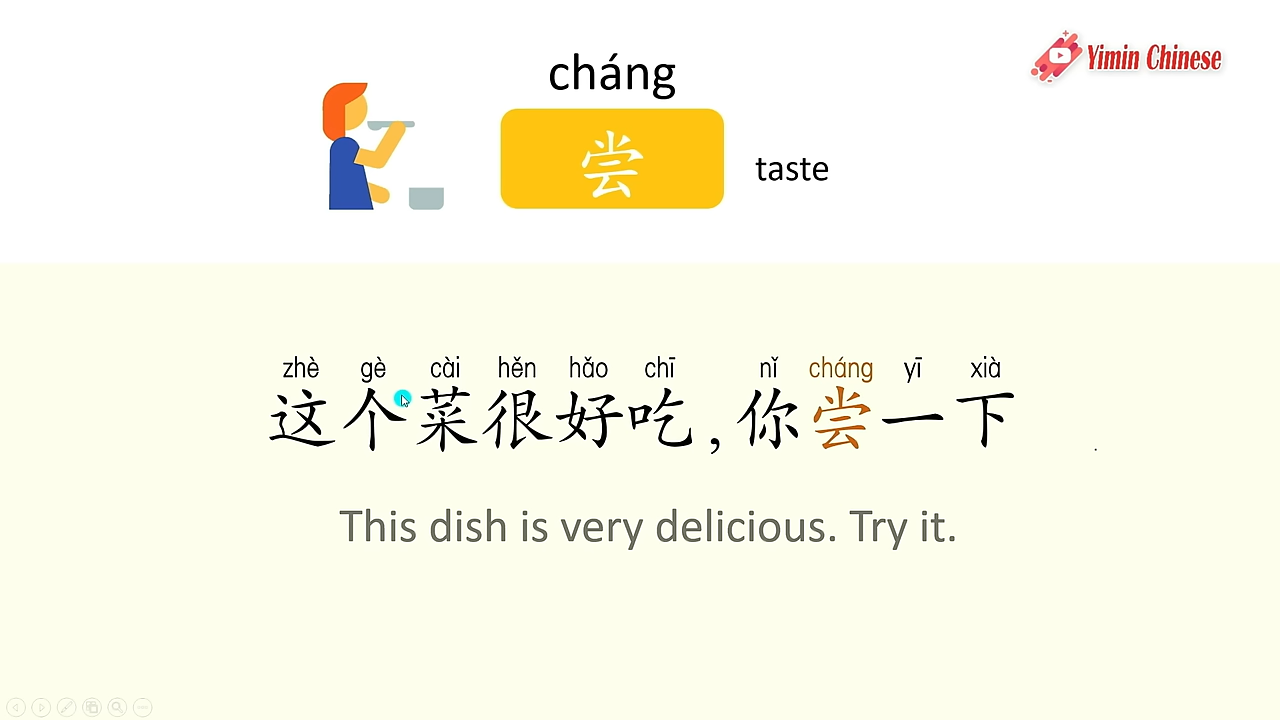 cháng
Yimin Chinese
尝
taste
zhè gè cài hěn hǎo chī nǐ cháng yī xià
这个菜很好吃,你尝一下
This dish is very delicious. Try it.